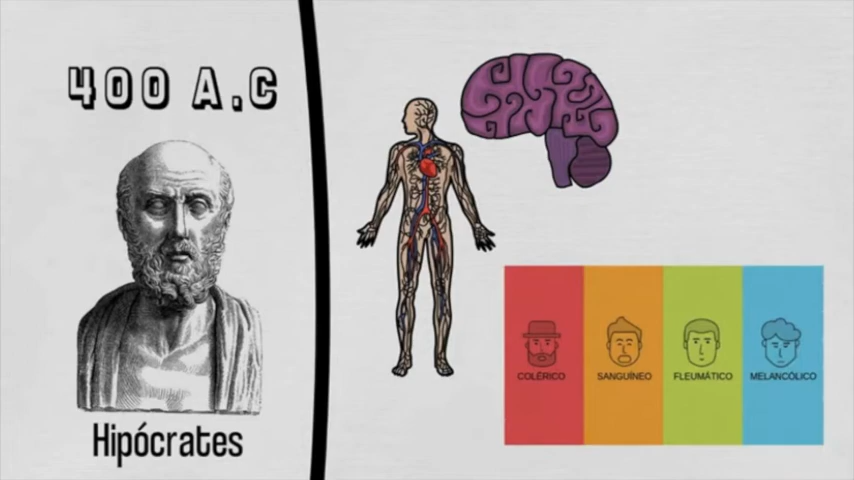 400 A.C
Hipócrates
COLÉRICO
SANGUÍNEO
FLEUMÁTICO
MELANCÓLICO